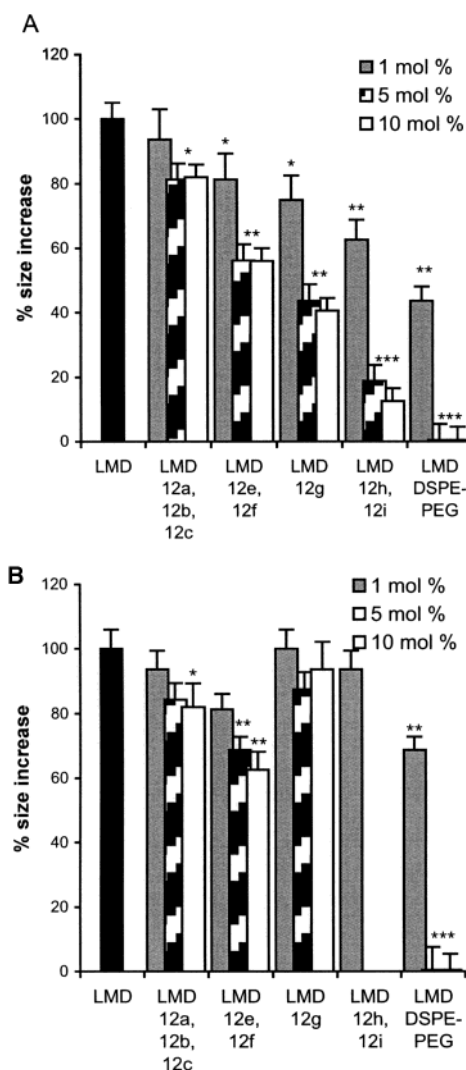 A
120
100
80
60
40
20
0
% size increase
1 mol %
5 mol %
10 mol %
*
*
**
*
**
**
***
**
***
LMD
LMD
12a,
12b,
12c
LMD
12e,
12f
LMD
12g
LMD
12h,
12i
LMD
DSPE-
PEG
B
120
100
80
60
40
20
0
% size increase
1 mol %
5 mol %
10 mol %
*
**
**
**
***
LMD
LMD
12a,
12b,
12c
LMD
12e,
12f
LMD
12g
LMD
12h,
12i
LMD
DSPE-
PEG